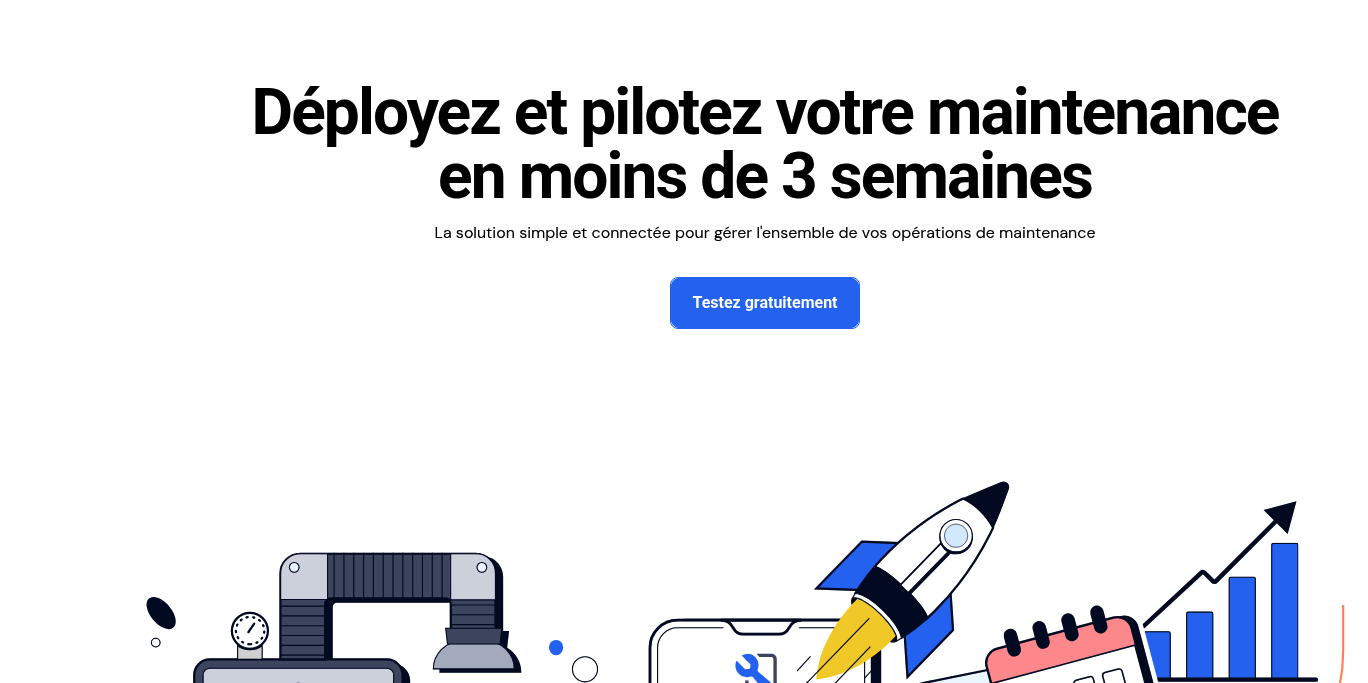 Déployez et pilotez votre maintenance
en moins de 3 semaines
La solution simple et connectée pour gérer l'ensemble de vos opérations de maintenance
Testez gratuitement